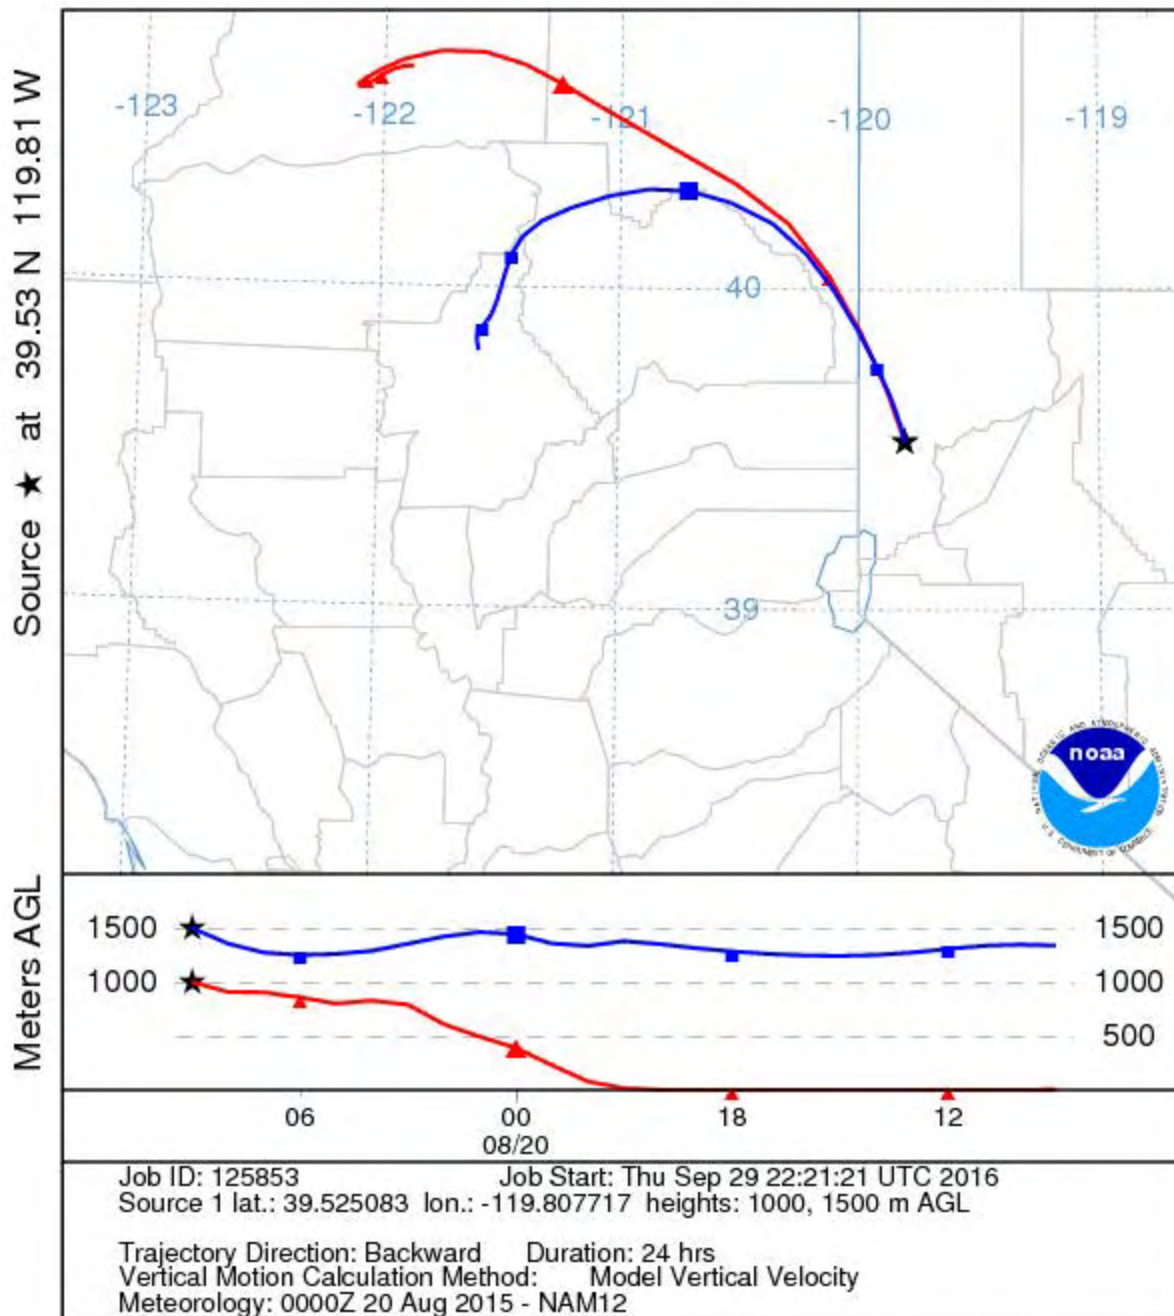 Source ★ at 39.53 N 119.81 W
-123
-122
-121
-120
-119
40
39
noaa
Meters AGL
1500 1500
1000 1000
500
06 00 18 12
08/20
Job ID: 125853 Job Start: Thu Sep 29 22:21:21 UTC 2016
Source 1 lat.: 39.525083 lon.: -119.807717 heights: 1000, 1500 m AGL
Trajectory Direction: Backward Duration: 24 hrs
Vertical Motion Calculation Method: Model Vertical Velocity
Meteorology: 0000Z 20 Aug 2015 - NAM12